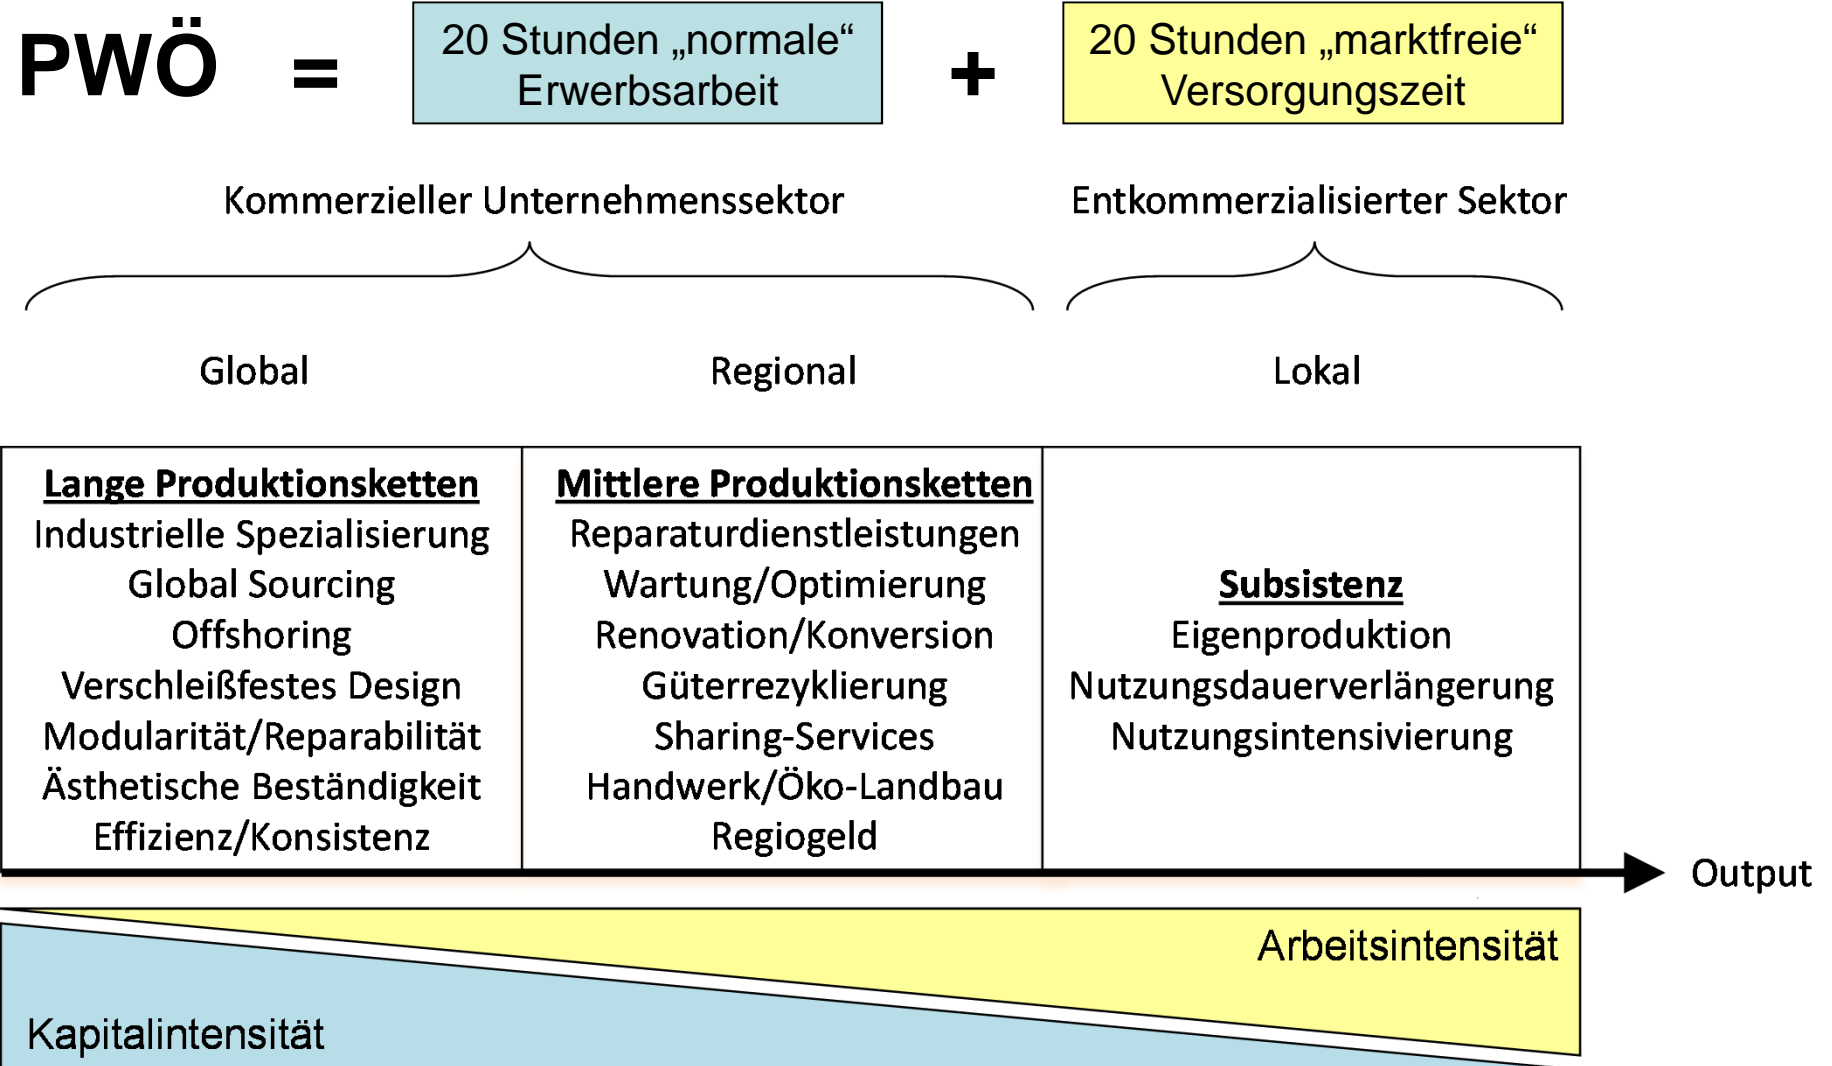 PWÖ = 20 Stunden „normale“ + 20 Stunden „marktfreie“
Erwerbsarbeit Versorgungszeit
Kommerzieller Unternehmenssektor Entkommerzialisierter Sektor
Global Regional Lokal
Lange Produktionsketten
Industrielle Spezialisierung
Global Sourcing
Offshoring
Verschleißfestes Design
Modularität/Reparabilität
Ästhetische Beständigkeit
Effizienz/Konsistenz
Mittlere Produktionsketten
Reparaturdienstleistungen
Wartung/Optimierung
Renovation/Konversion
Güterrezyklierung
Sharing-Services
Handwerk/Öko-Landbau
Regiogeld
Subsistenz
Eigenproduktion
Nutzungsdauerverlängerung
Nutzungsintensivierung
Output
Arbeitsintensität
Kapitalintensität